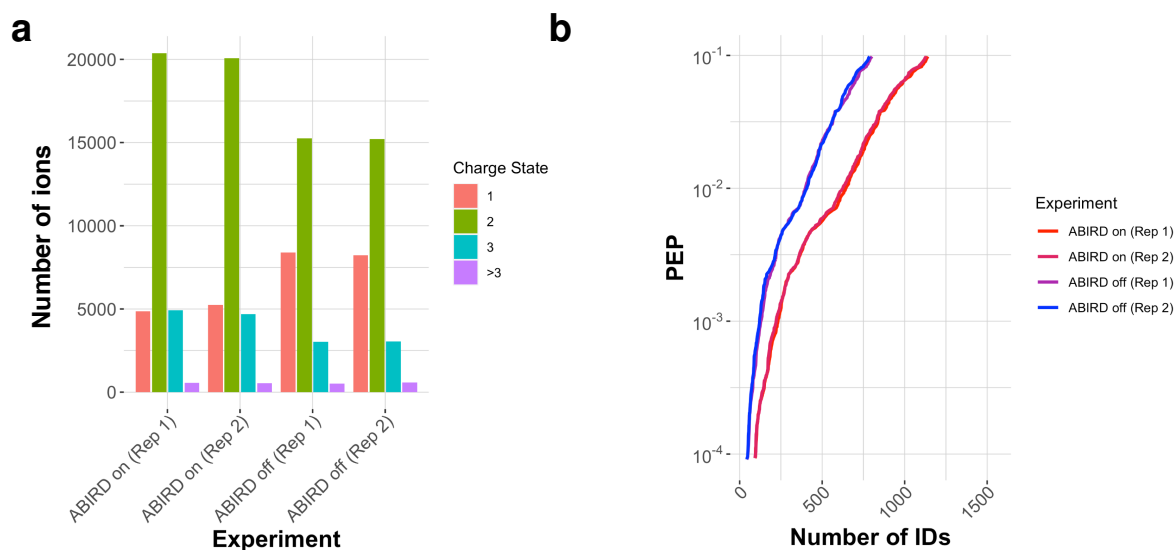 a
Number of ions
20000
15000
10000
5000
0
ABIRD on (Rep 1)
ABIRD on (Rep 2)
ABIRD off (Rep 1)
ABIRD off (Rep 2)
Experiment
Charge State
1
2
3
>3
b
PEP
10⁻¹
10⁻²
10⁻³
10⁻⁴
0
500
1000
1500
Number of IDs
Experiment
ABIRD on (Rep 1)
ABIRD on (Rep 2)
ABIRD off (Rep 1)
ABIRD off (Rep 2)